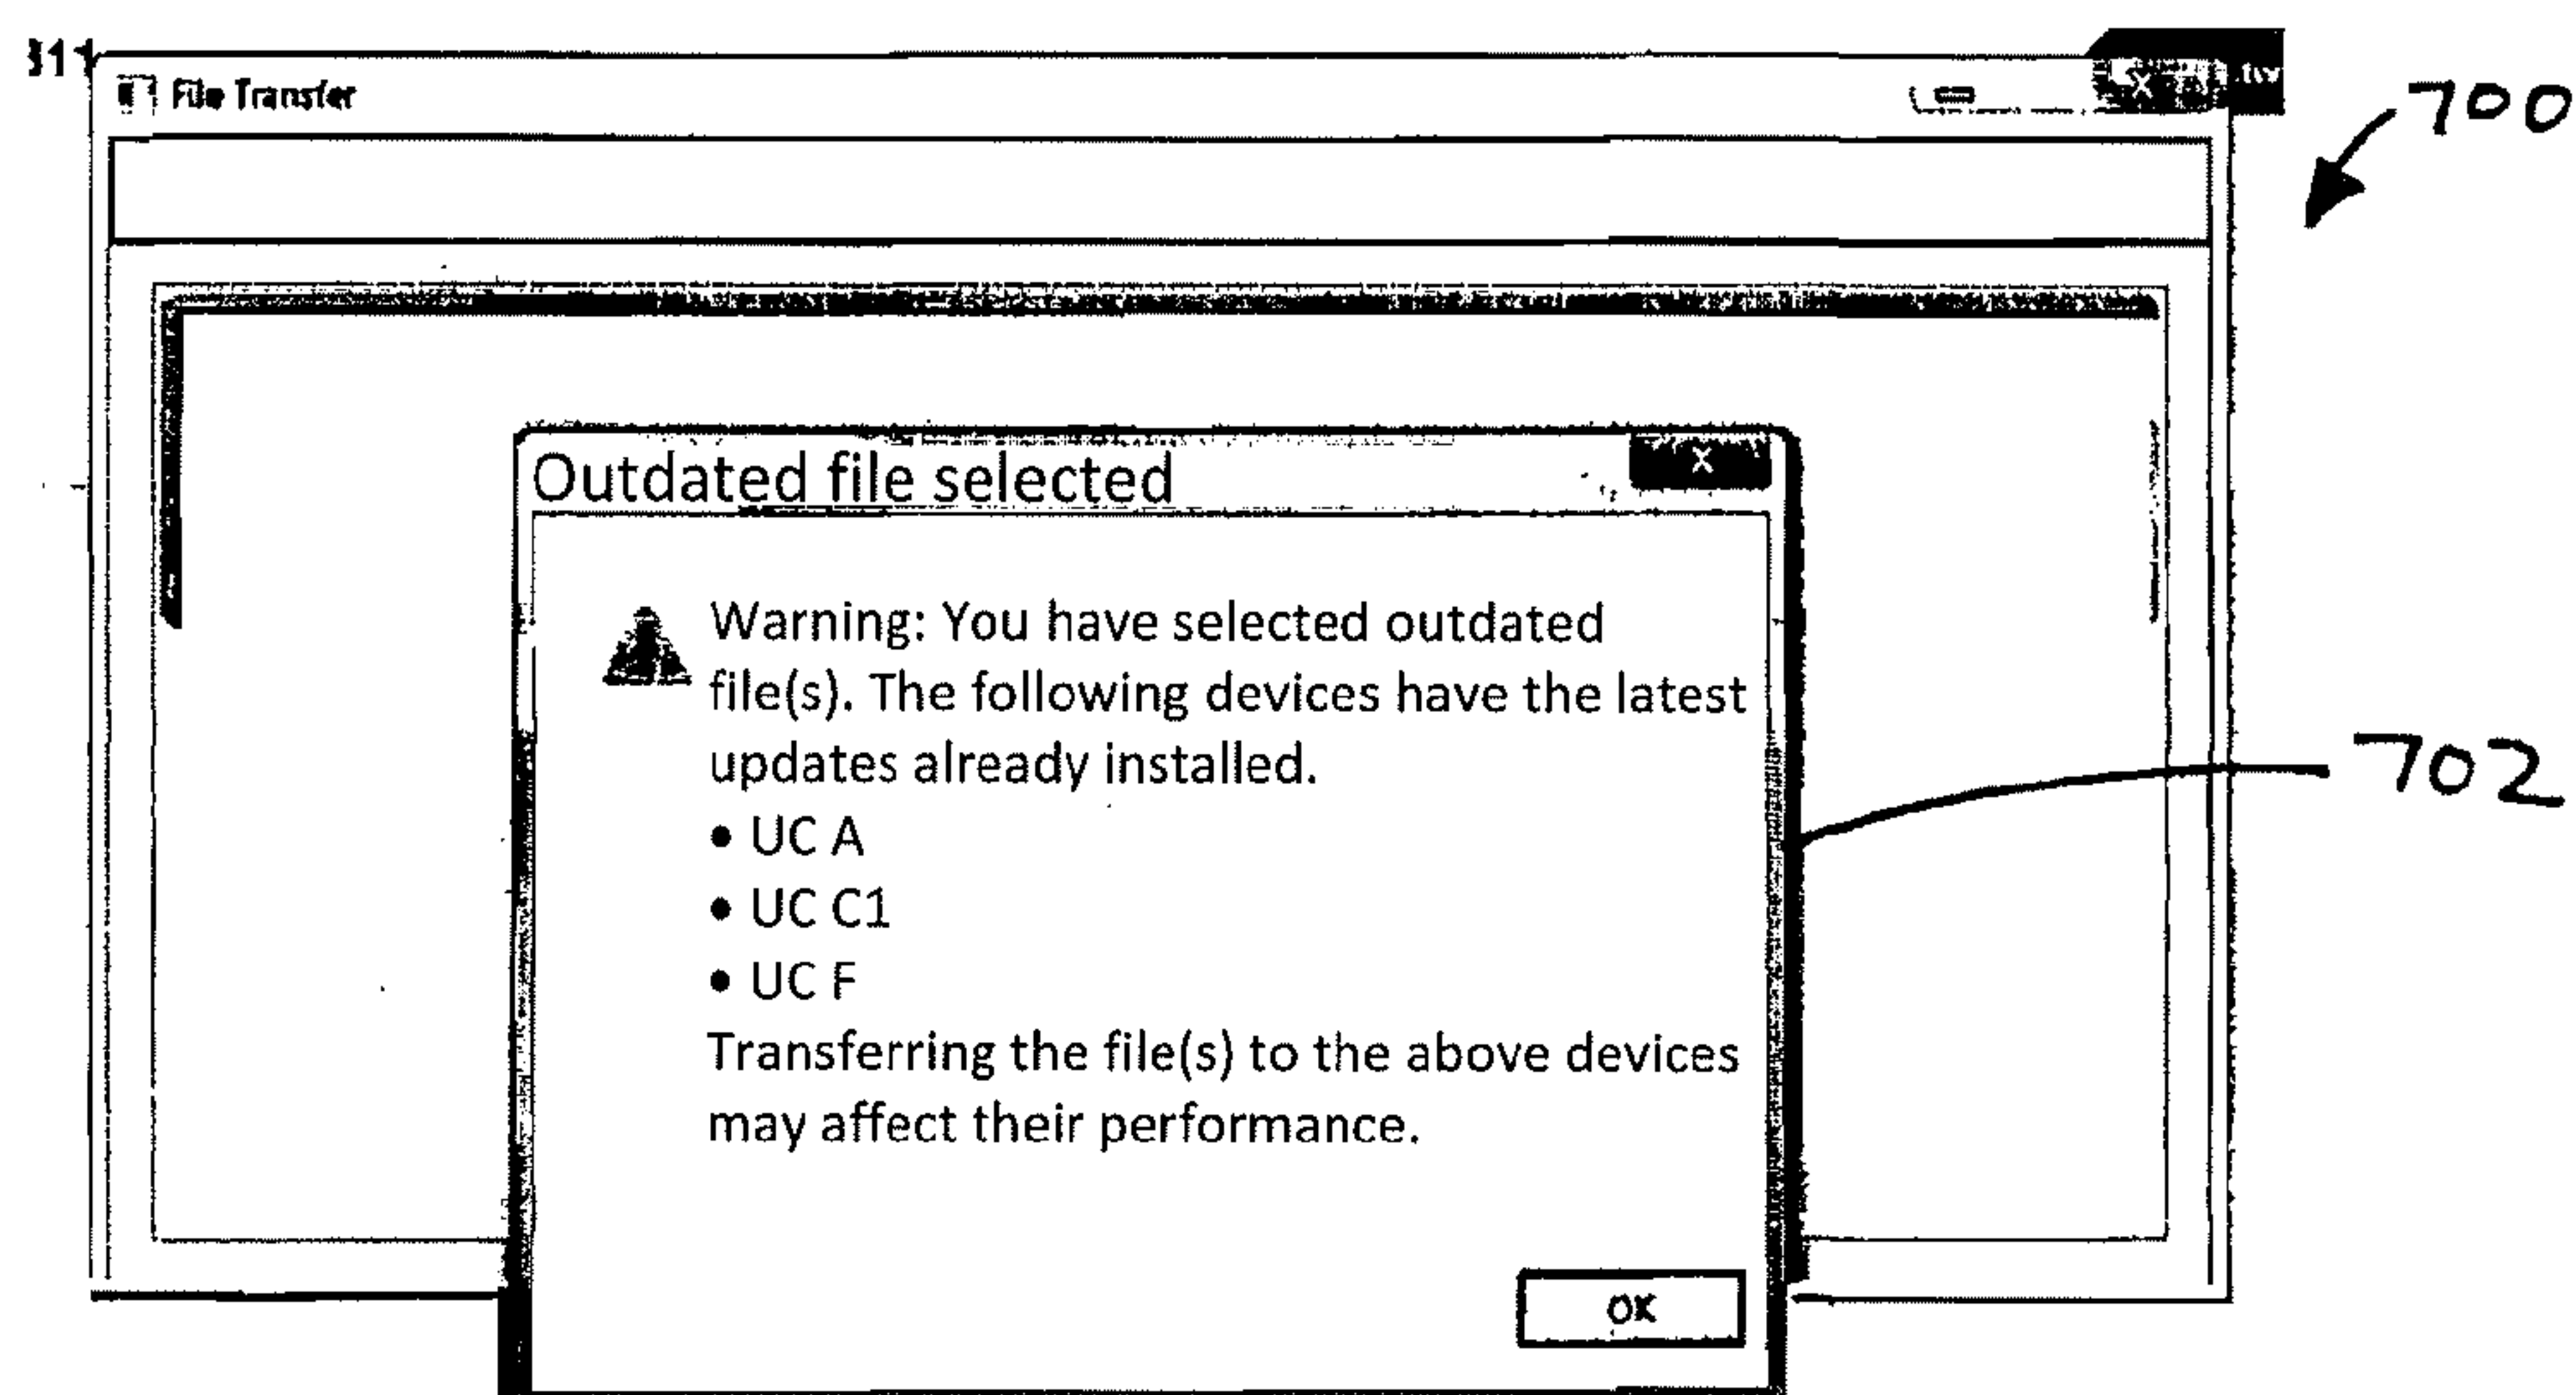 File Transfer
X
700
Outdated file selected
X
Warning: You have selected outdated
file(s). The following devices have the latest
updates already installed.
702
• UC A
• UC C1
• UC F
Transferring the file(s) to the above devices
may affect their performance.
OK